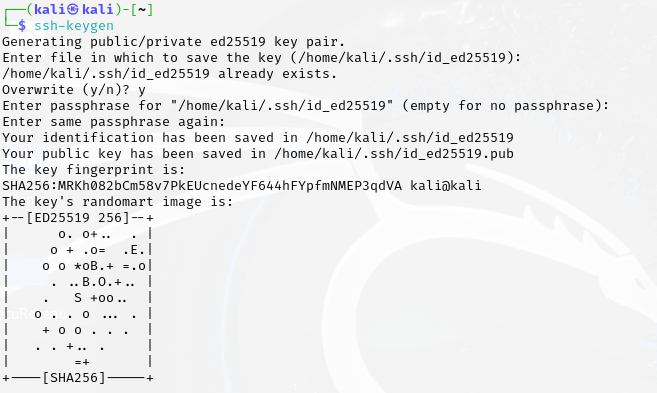 ┌──(kali㉿kali)-[~]
└─$ ssh-keygen
Generating public/private ed25519 key pair.
Enter file in which to save the key (/home/kali/.ssh/id_ed25519):
/home/kali/.ssh/id_ed25519 already exists.
Overwrite (y/n)? y
Enter passphrase for "/home/kali/.ssh/id_ed25519" (empty for no passphrase):
Enter same passphrase again:
Your identification has been saved in /home/kali/.ssh/id_ed25519
Your public key has been saved in /home/kali/.ssh/id_ed25519.pub
The key fingerprint is:
SHA256:MRKh082bCm58v7PkEUcnedeYF644hFYpfmNMEP3qdVA kali@kali
The key's randomart image is:
+--[ED25519 256]--+
|      o. o+..  . |
|     o + .o=  .E.|
|    o o *oB.+ =.o|
|     . ..B.O.+.. |
|    .   S +oo..  |
|   o . . o ... . |
|    + o o . . .  |
|   . . +.. .     |
|        =+       |
+----[SHA256]-----+